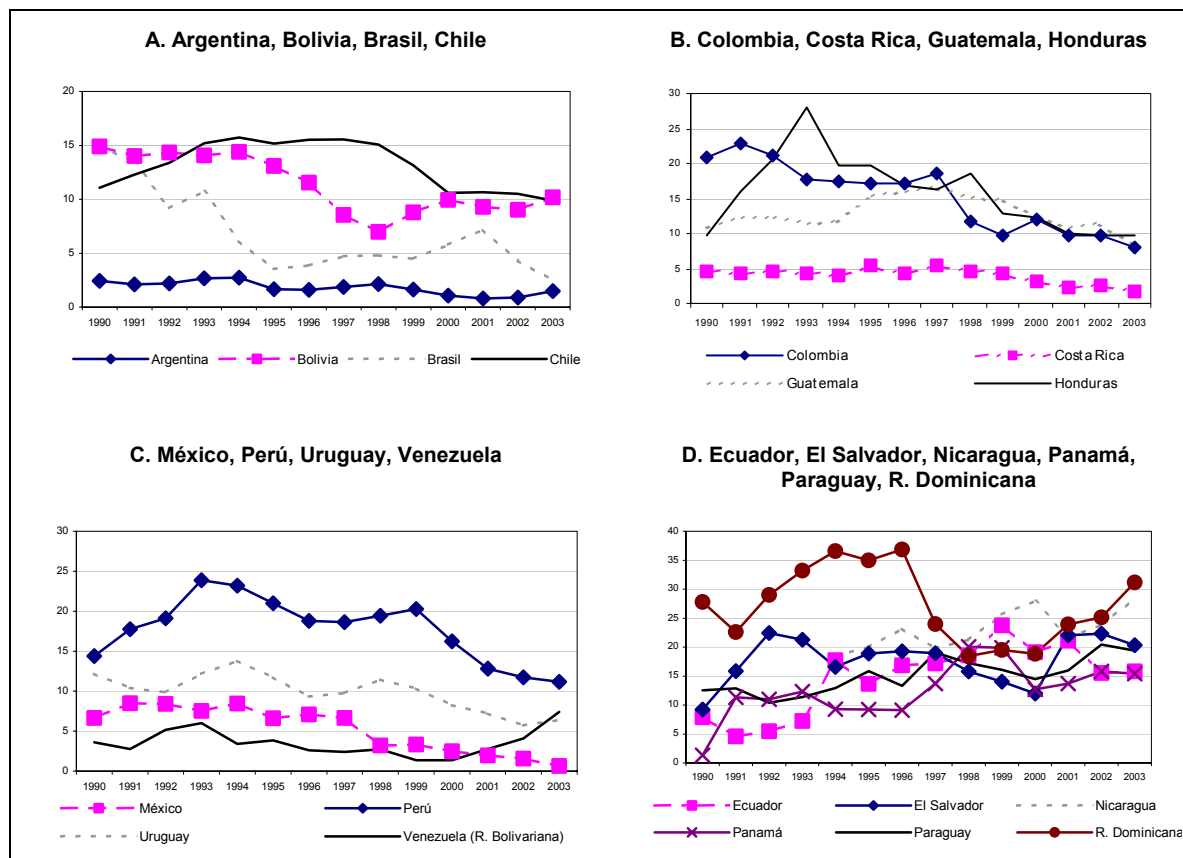 A. Argentina, Bolivia, Brasil, Chile
20
15
10
5
0
1990 1991 1992 1993 1994 1995 1996 1997 1998 1999 2000 2001 2002 2003
Argentina Bolivia Brasil Chile
B. Colombia, Costa Rica, Guatemala, Honduras
30
25
20
15
10
5
0
1990 1991 1992 1993 1994 1995 1996 1997 1998 1999 2000 2001 2002 2003
Colombia Costa Rica
Guatemala Honduras
C. México, Perú, Uruguay, Venezuela
30
25
20
15
10
5
0
1990 1991 1992 1993 1994 1995 1996 1997 1998 1999 2000 2001 2002 2003
México Perú
Uruguay Venezuela (R. Bolivariana)
D. Ecuador, El Salvador, Nicaragua, Panamá,
Paraguay, R. Dominicana
40
35
30
25
20
15
10
5
0
1990 1991 1992 1993 1994 1995 1996 1997 1998 1999 2000 2001 2002 2003
Ecuador El Salvador Nicaragua
Panamá Paraguay R. Dominicana